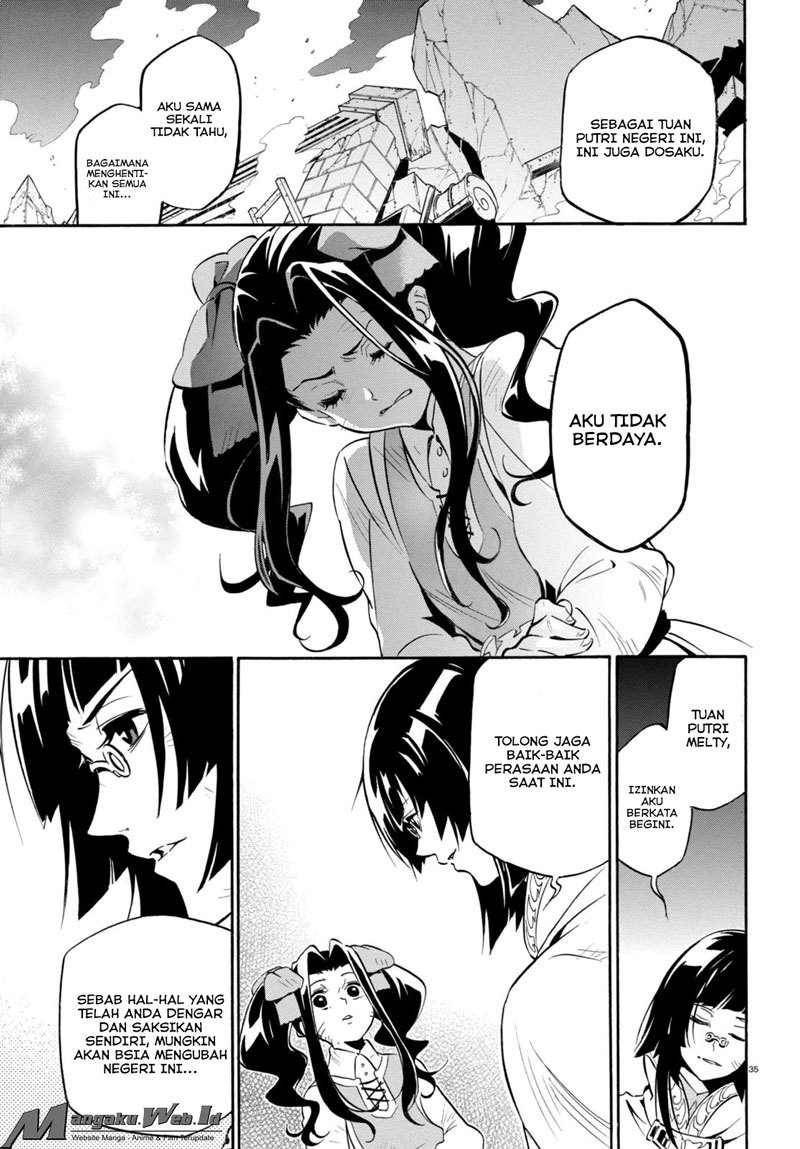 SEBAGAI TUAN
PUTRI NEGERI INI,
INI JUGA DOSAKU.
AKU SAMA
SEKALI
TIDAK TAHU,
BAGAIMANA
MENGHENTI-
KAN SEMUA
INI...
AKU TIDAK
BERDAYA.
TUAN
PUTRI
MELTY,
IZINKAN
AKU
BERKATA
BEGINI.
TOLONG JAGA
BAIK-BAIK
PERASAAN ANDA
SAAT INI.
SEBAB HAL-HAL YANG
TELAH ANDA DENGAR
DAN SAKSIKAN
SENDIRI, MUNGKIN
AKAN BSIA MENGUBAH
NEGERI INI...
35
Mangaku.Web.Id
Website Manga - Anime & Film Terupdate